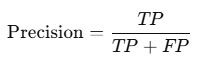 Precision = TP / TP + FP